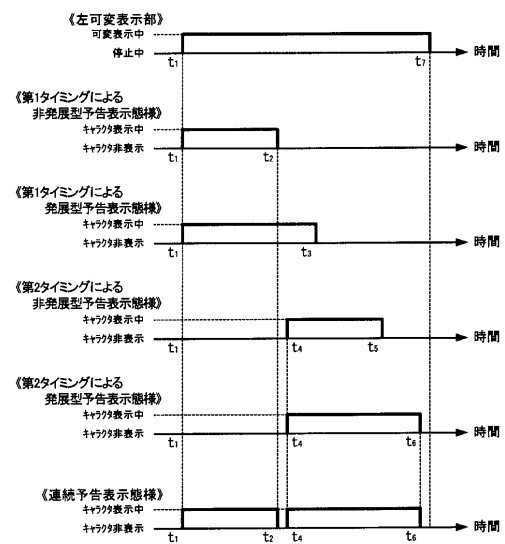 《左可変表示部》
可変表示中
停止中
t1
t7
時間
《第1タイミングによる
非発展型予告表示態様》
キャラクタ表示中
キャラクタ非表示
t1
t2
時間
《第1タイミングによる
発展型予告表示態様》
キャラクタ表示中
キャラクタ非表示
t1
t3
時間
《第2タイミングによる
非発展型予告表示態様》
キャラクタ表示中
キャラクタ非表示
t1
t4
t5
時間
《第2タイミングによる
発展型予告表示態様》
キャラクタ表示中
キャラクタ非表示
t1
t4
t6
時間
《連続予告表示態様》
キャラクタ表示中
キャラクタ非表示
t1
t2
t4
t6
時間